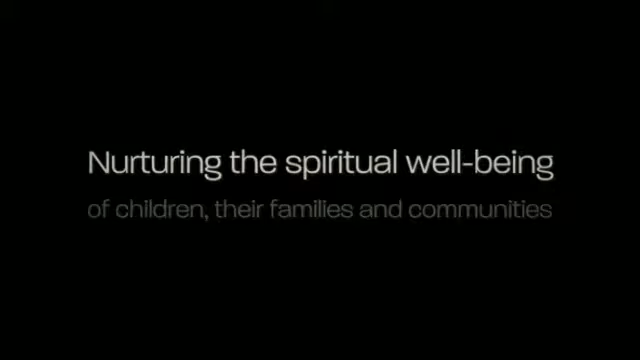 Nurturing the spiritual well-being
of children, their families and communities